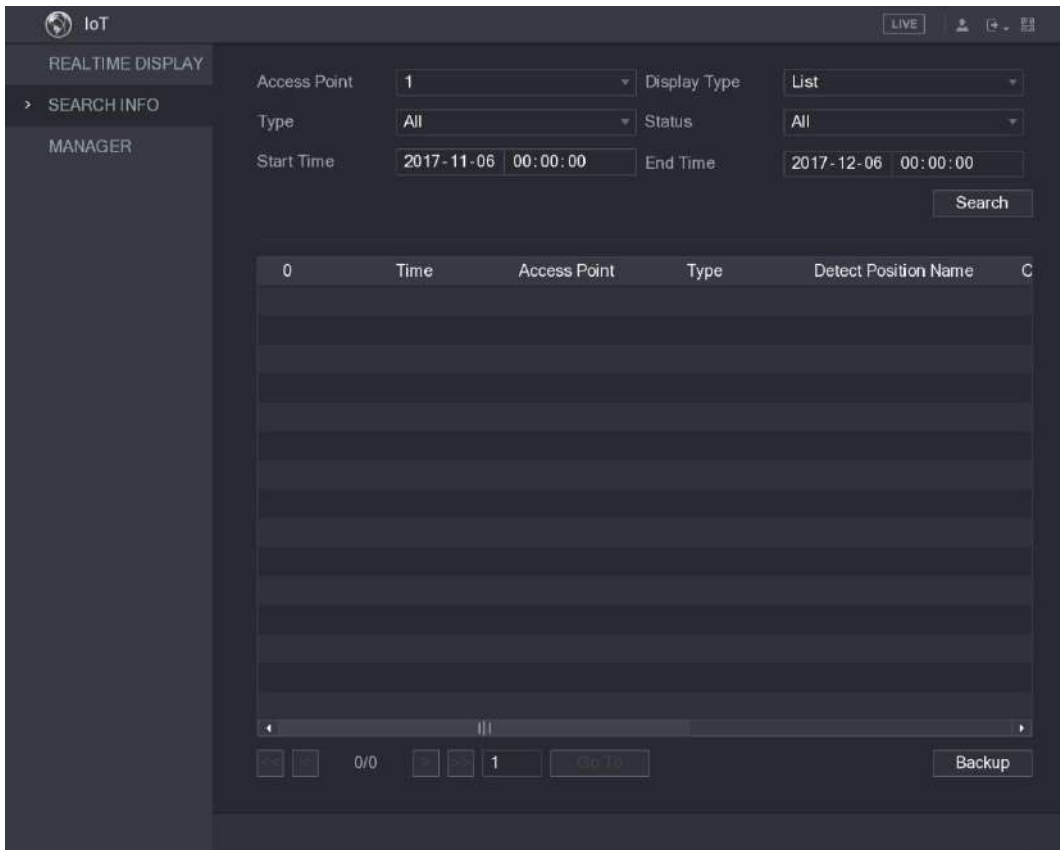 IoT LIVE
REALTIME DISPLAY
SEARCH INFO
MANAGER
Access Point 1 Display Type List
Type All Status All
Start Time 2017-11-06 00:00:00 End Time 2017-12-06 00:00:00
Search
0 Time Access Point Type Detect Position Name C
<< < 0/0 > >> 1 Go To Backup